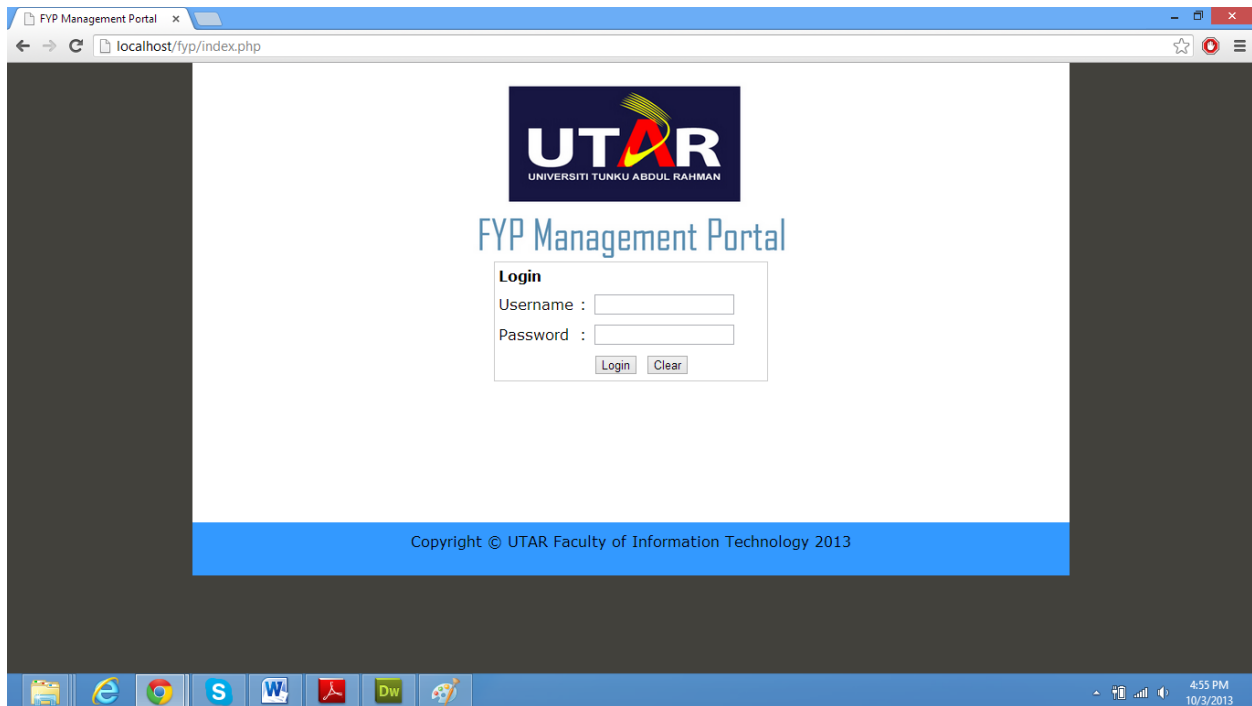 FYP Management Portal
localhost/fyp/index.php
UTAR
UNIVERSITI TUNKU ABDUL RAHMAN
FYP Management Portal
Login
Username :
Password :
Login Clear
Copyright © UTAR Faculty of Information Technology 2013
S W Dw
4:55 PM
10/3/2013